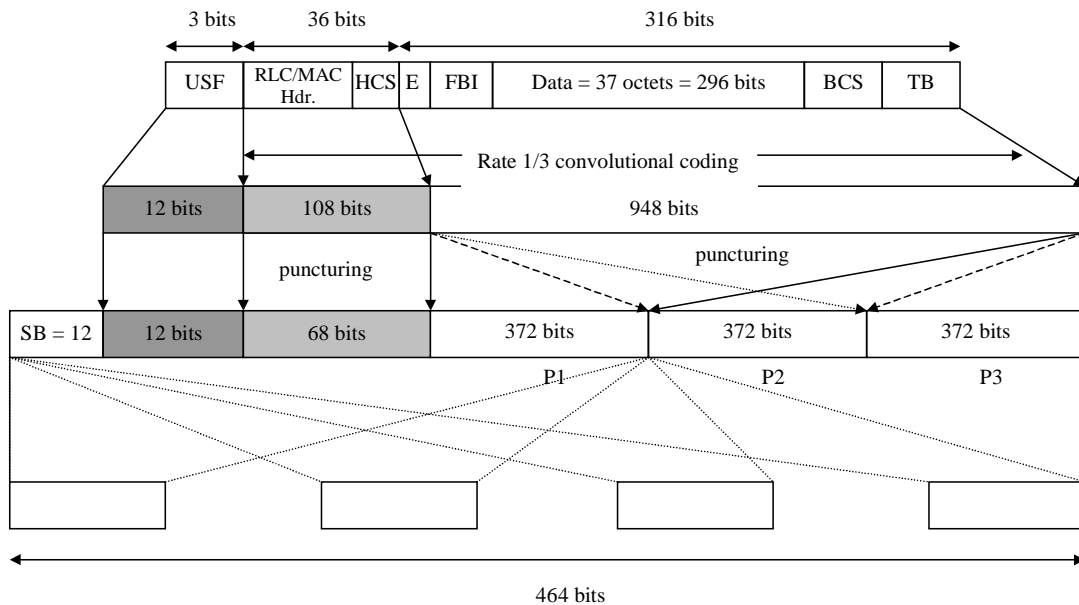 3 bits 36 bits 316 bits
USF RLC/MAC Hdr. HCS E FBI Data = 37 octets = 296 bits BCS TB
Rate 1/3 convolutional coding
12 bits 108 bits 948 bits
puncturing puncturing
SB = 12 12 bits 68 bits 372 bits 372 bits 372 bits
P1 P2 P3
464 bits